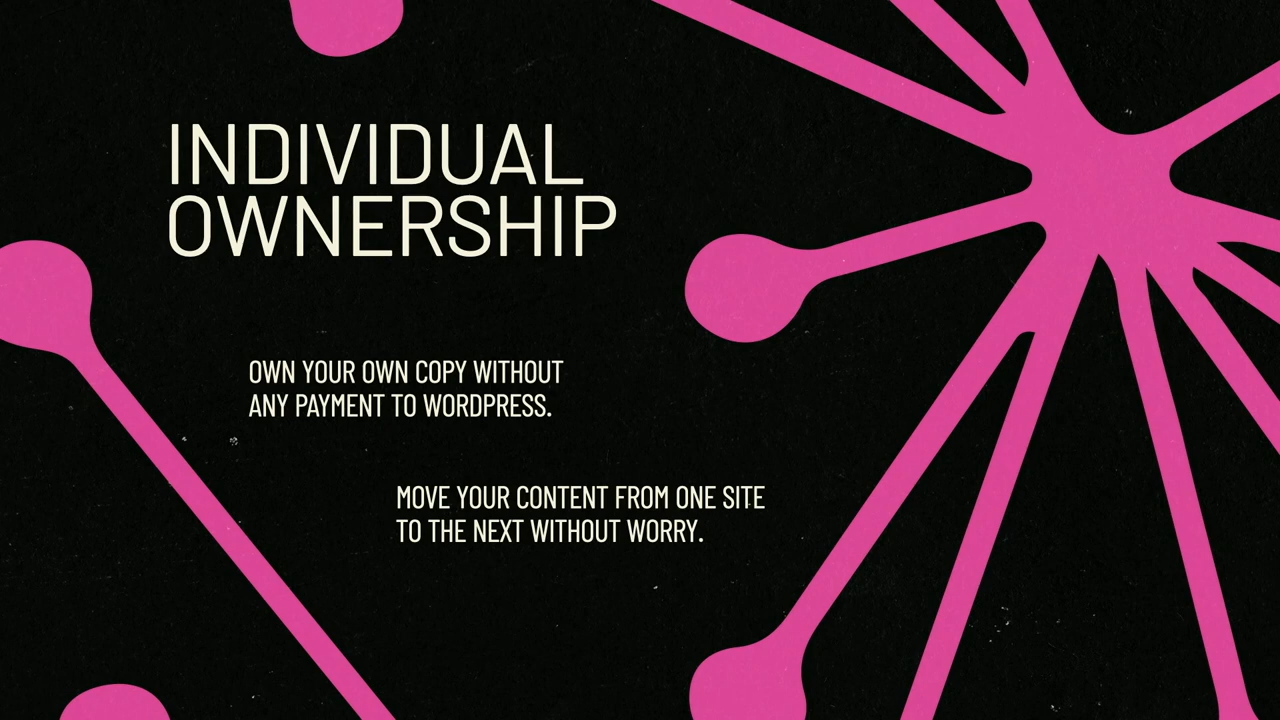 INDIVIDUAL
OWNERSHIP
OWN YOUR OWN COPY WITHOUT
ANY PAYMENT TO WORDPRESS.
MOVE YOUR CONTENT FROM ONE SITE
TO THE NEXT WITHOUT WORRY.